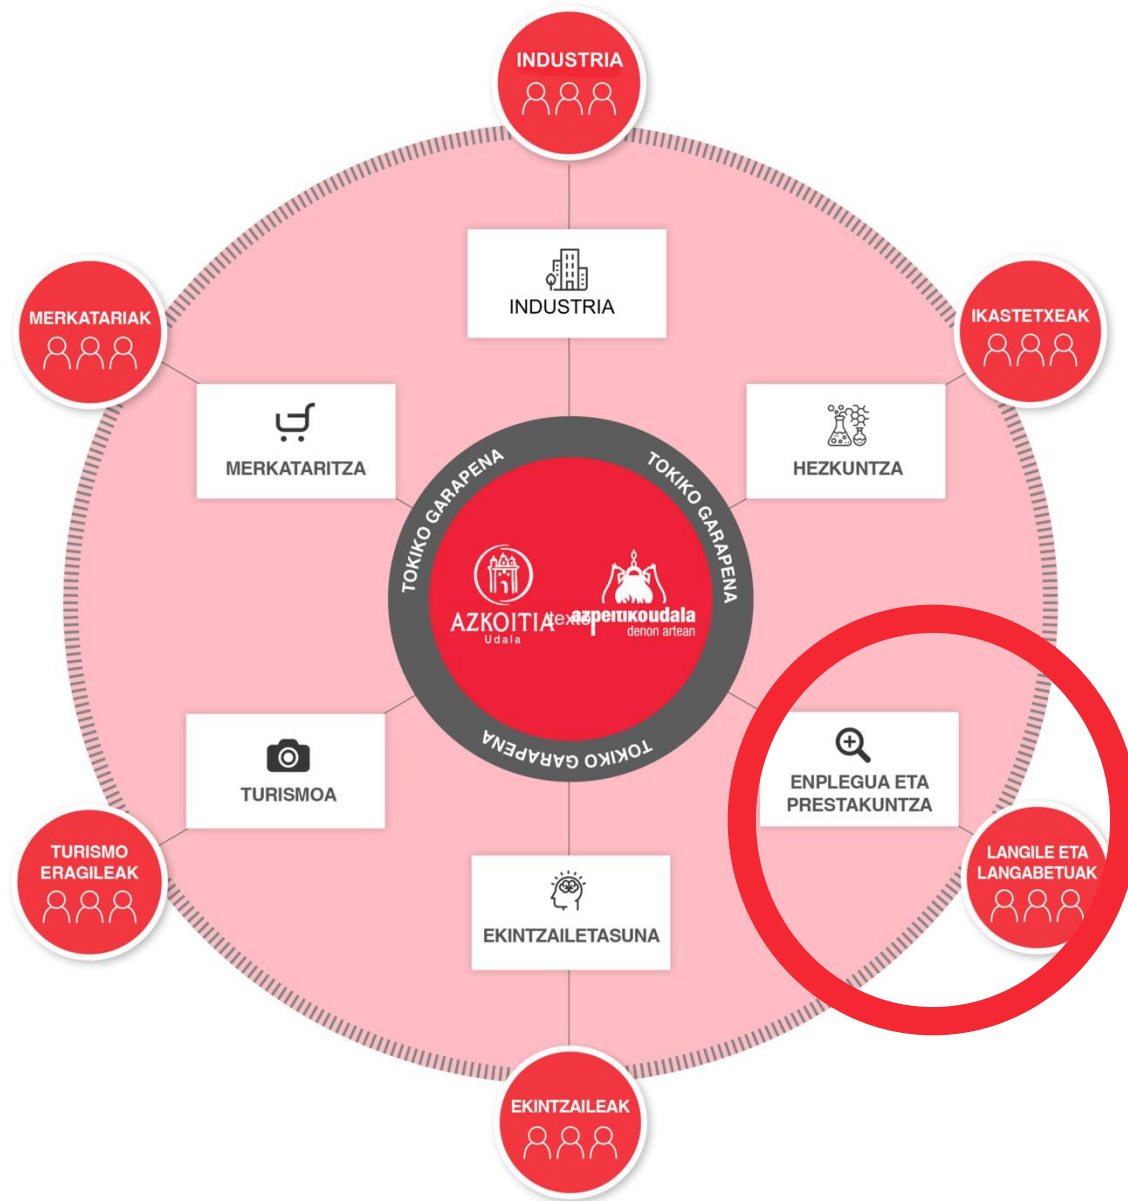 INDUSTRIA
INDUSTRIA
MERKATARIAK
IKASTETXEAK
MERKATARITZA
HEZKUNTZA
TOKIKO GARAPENA
TOKIKO GARAPENA
AZKOITIA
Udala
texto
azpeitikoudala
denon artean
TOKIKO GARAPENA
TURISMOA
ENPLEGUA ETA
PRESTAKUNTZA
TURISMO
ERAGILEAK
LANGILE ETA
LANGABETUAK
EKINTZAILETASUNA
EKINTZAILEAK